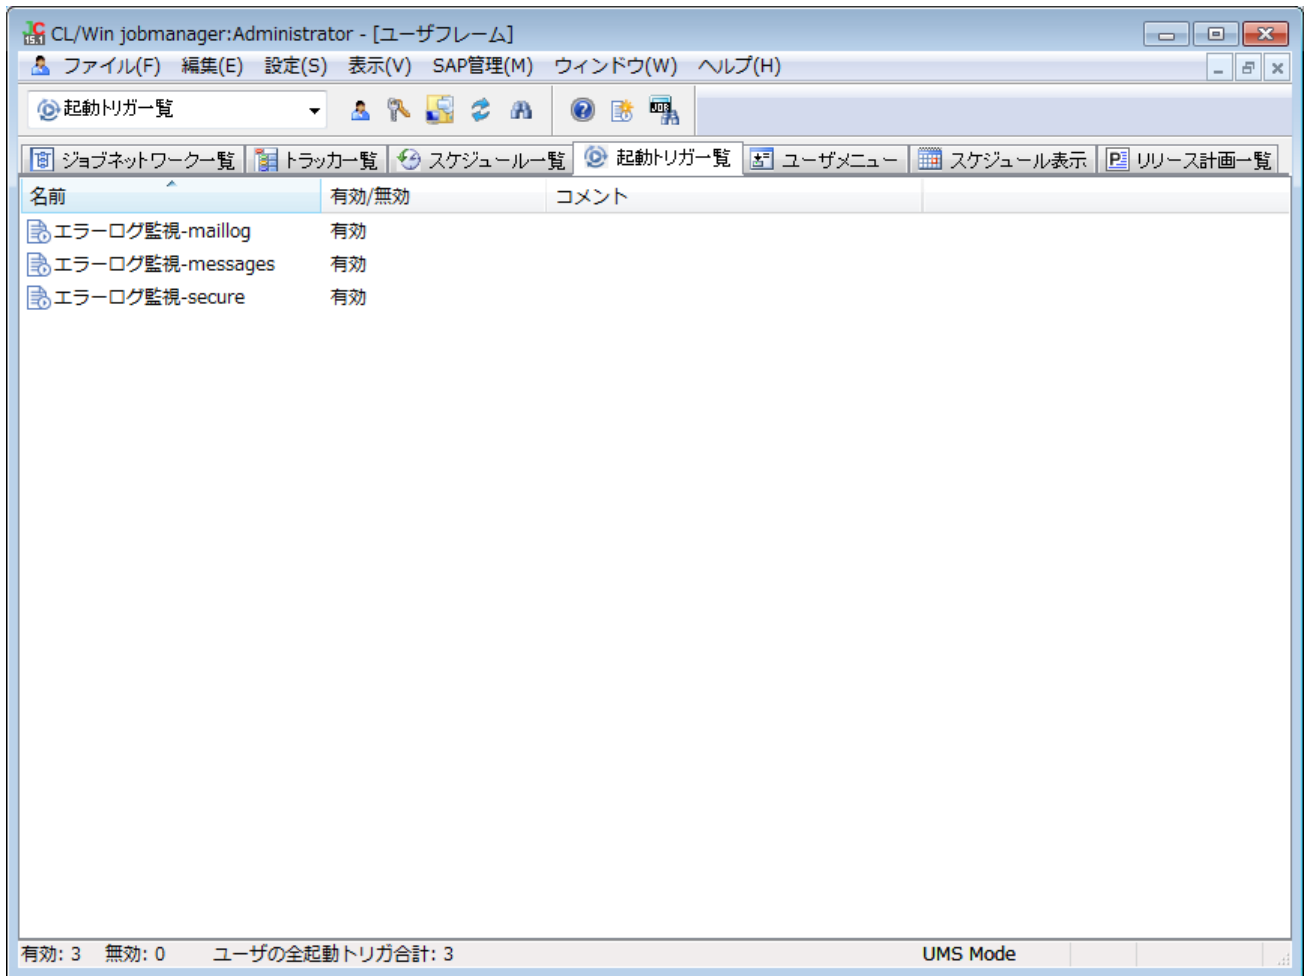 CL/Win jobmanager:Administrator - [ユーザフレーム]
ファイル(F) 編集(E) 設定(S) 表示(V) SAP管理(M) ウィンドウ(W) ヘルプ(H)
起動トリガ一覧
ジョブネットワーク一覧 トラッカ一覧 スケジュール一覧 起動トリガ一覧 ユーザメニュー スケジュール表示 リリース計画一覧
名前 有効/無効 コメント
エラーログ監視-maillog 有効
エラーログ監視-messages 有効
エラーログ監視-secure 有効
有効: 3 無効: 0 ユーザの全起動トリガ合計: 3 UMS Mode